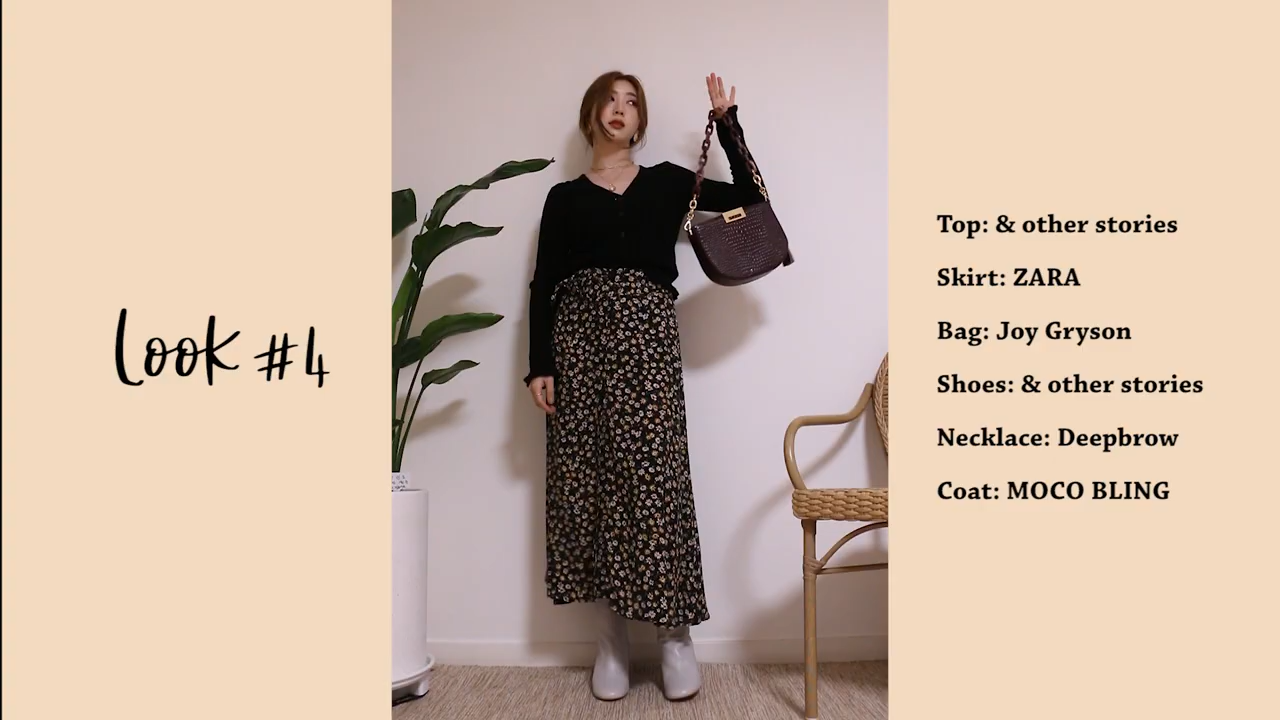 Look #4
Top: & other stories
Skirt: ZARA
Bag: Joy Gryson
Shoes: & other stories
Necklace: Deepbrow
Coat: MOCO BLING